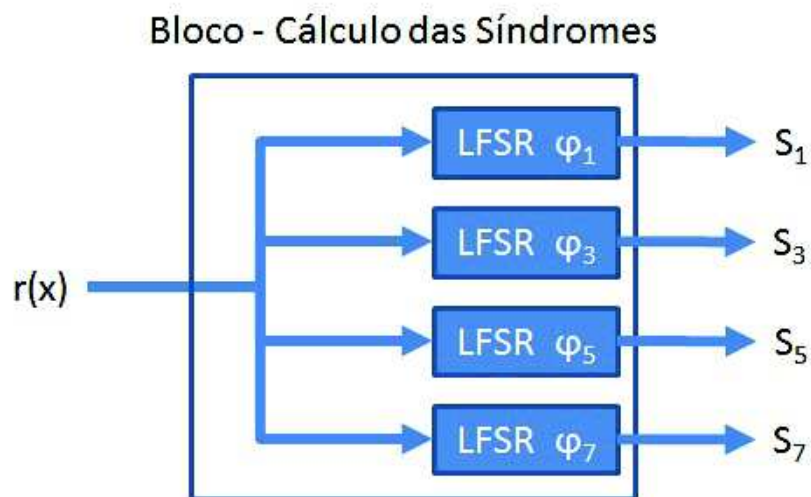 Bloco - Cálculo das Síndromes
LFSR φ₁
S₁
LFSR φ₃
S₃
r(x)
LFSR φ₅
S₅
LFSR φ₇
S₇